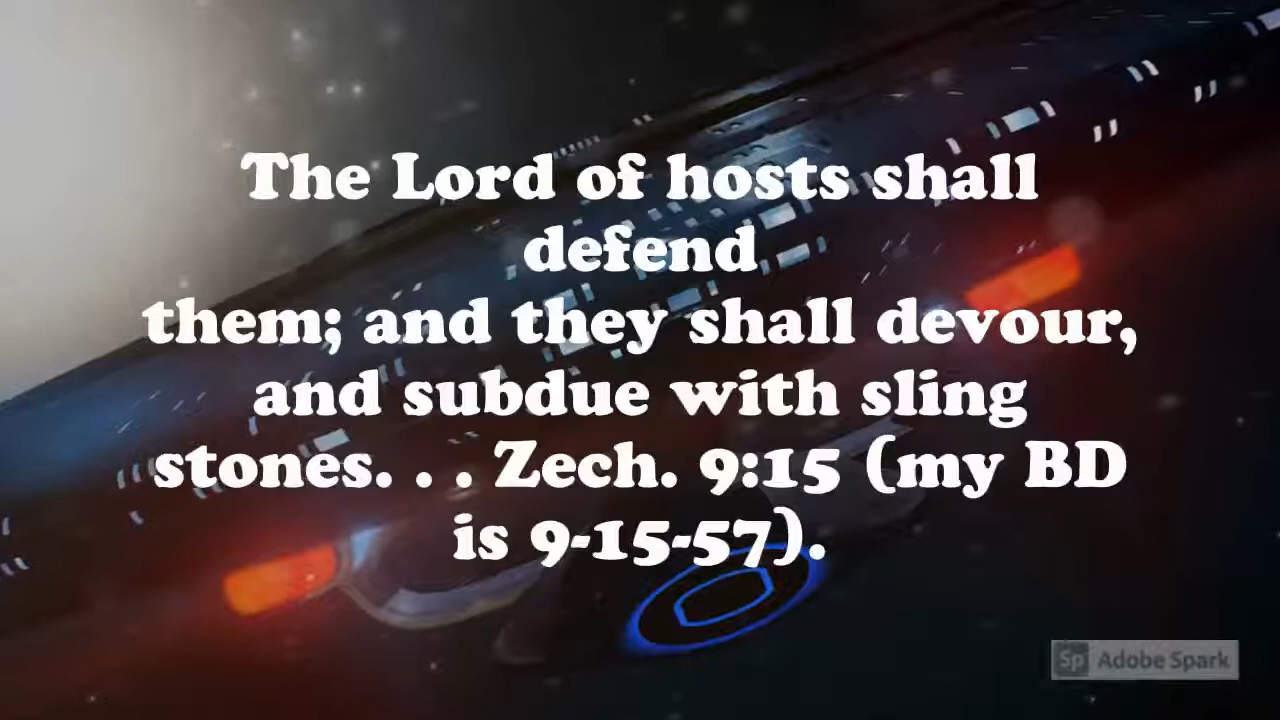 The Lord of hosts shall
defend
them; and they shall devour,
and subdue with sling
stones. . . Zech. 9:15 (my BD
is 9-15-57).
Sp Adobe Spark